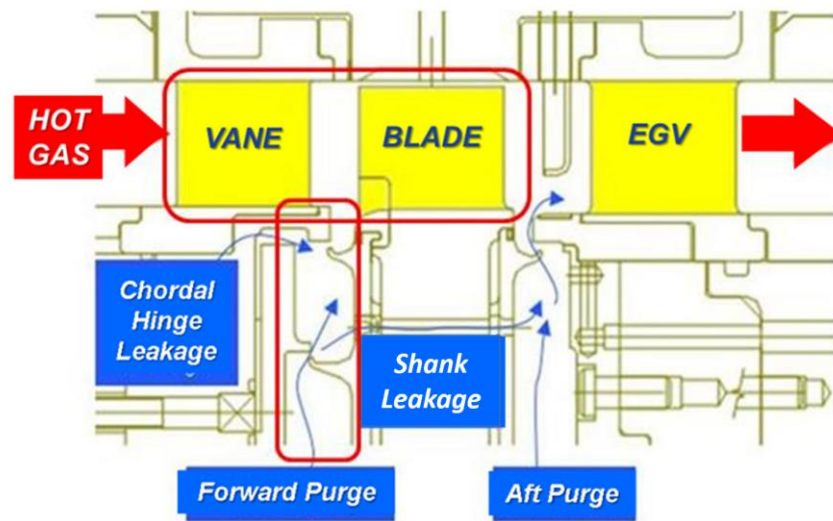 HOT
GAS
VANE
BLADE
EGV
Chordal
Hinge
Leakage
Shank
Leakage
Forward Purge
Aft Purge